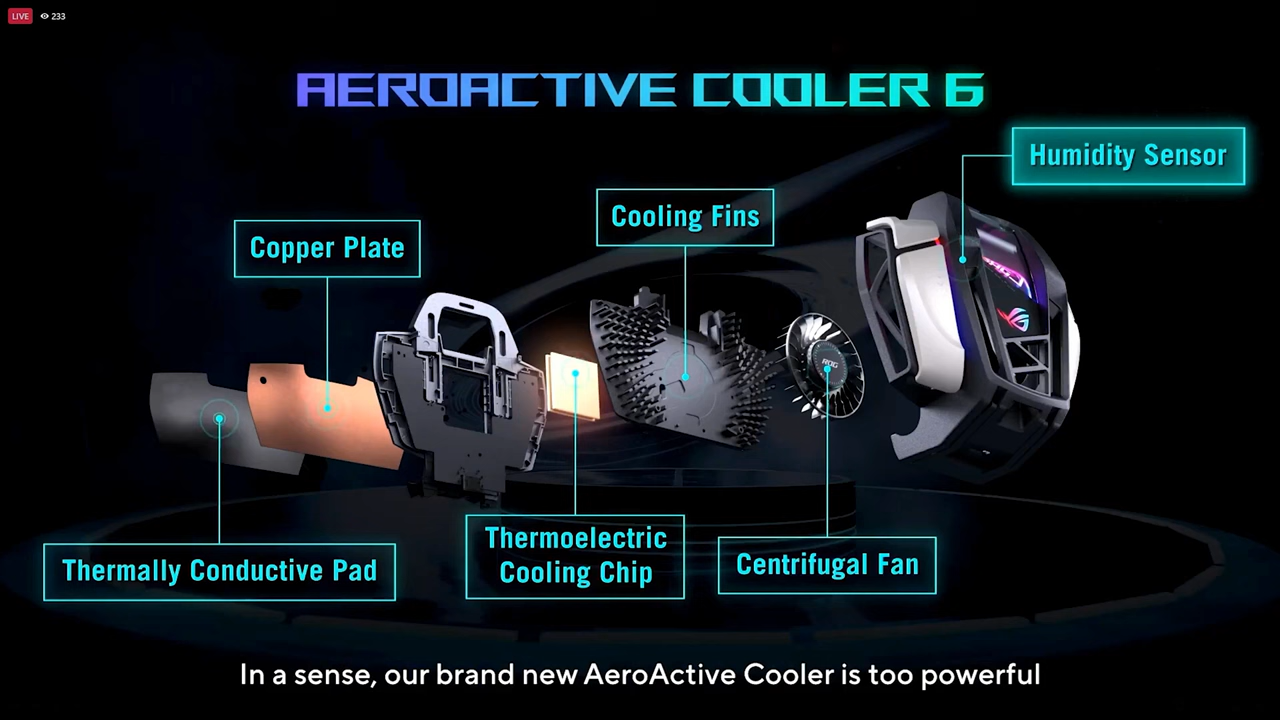 LIVE 233
AEROACTIVE COOLER 6
Humidity Sensor
Cooling Fins
Copper Plate
ROG
Thermoelectric
Cooling Chip
Centrifugal Fan
Thermally Conductive Pad
In a sense, our brand new AeroActive Cooler is too powerful